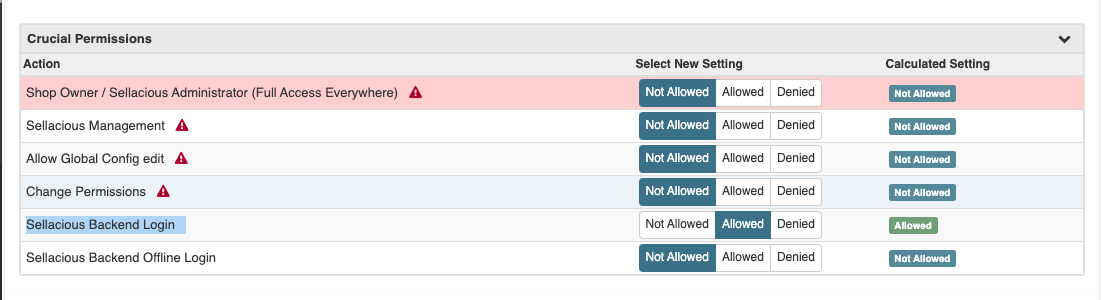 Crucial Permissions
Action Select New Setting Calculated Setting
Shop Owner / Sellacious Administrator (Full Access Everywhere) Not Allowed Allowed Denied Not Allowed
Sellacious Management Not Allowed Allowed Denied Not Allowed
Allow Global Config edit Not Allowed Allowed Denied Not Allowed
Change Permissions Not Allowed Allowed Denied Not Allowed
Sellacious Backend Login Not Allowed Allowed Denied Allowed
Sellacious Backend Offline Login Not Allowed Allowed Denied Not Allowed